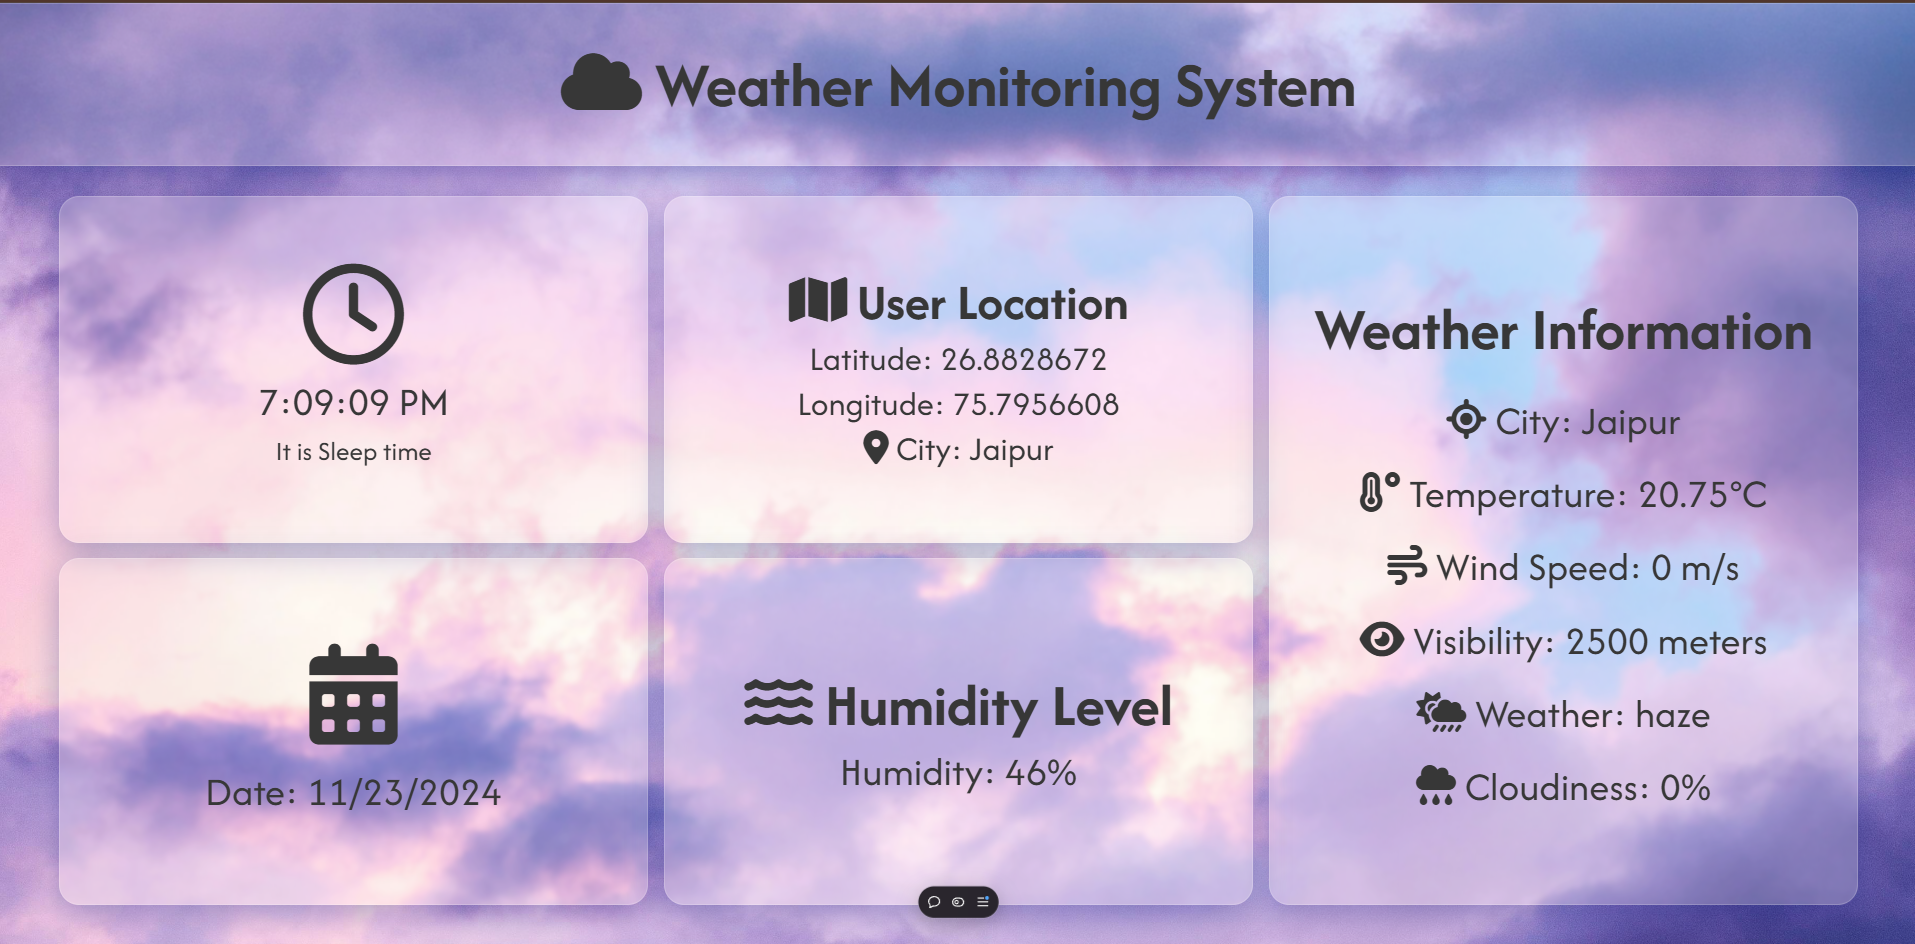 Weather Monitoring System
7:09:09 PM
It is Sleep time
User Location
Latitude: 26.8828672
Longitude: 75.7956608
City: Jaipur
Weather Information
City: Jaipur
Temperature: 20.75°C
Wind Speed: 0 m/s
Visibility: 2500 meters
Weather: haze
Cloudiness: 0%
Date: 11/23/2024
Humidity Level
Humidity: 46%